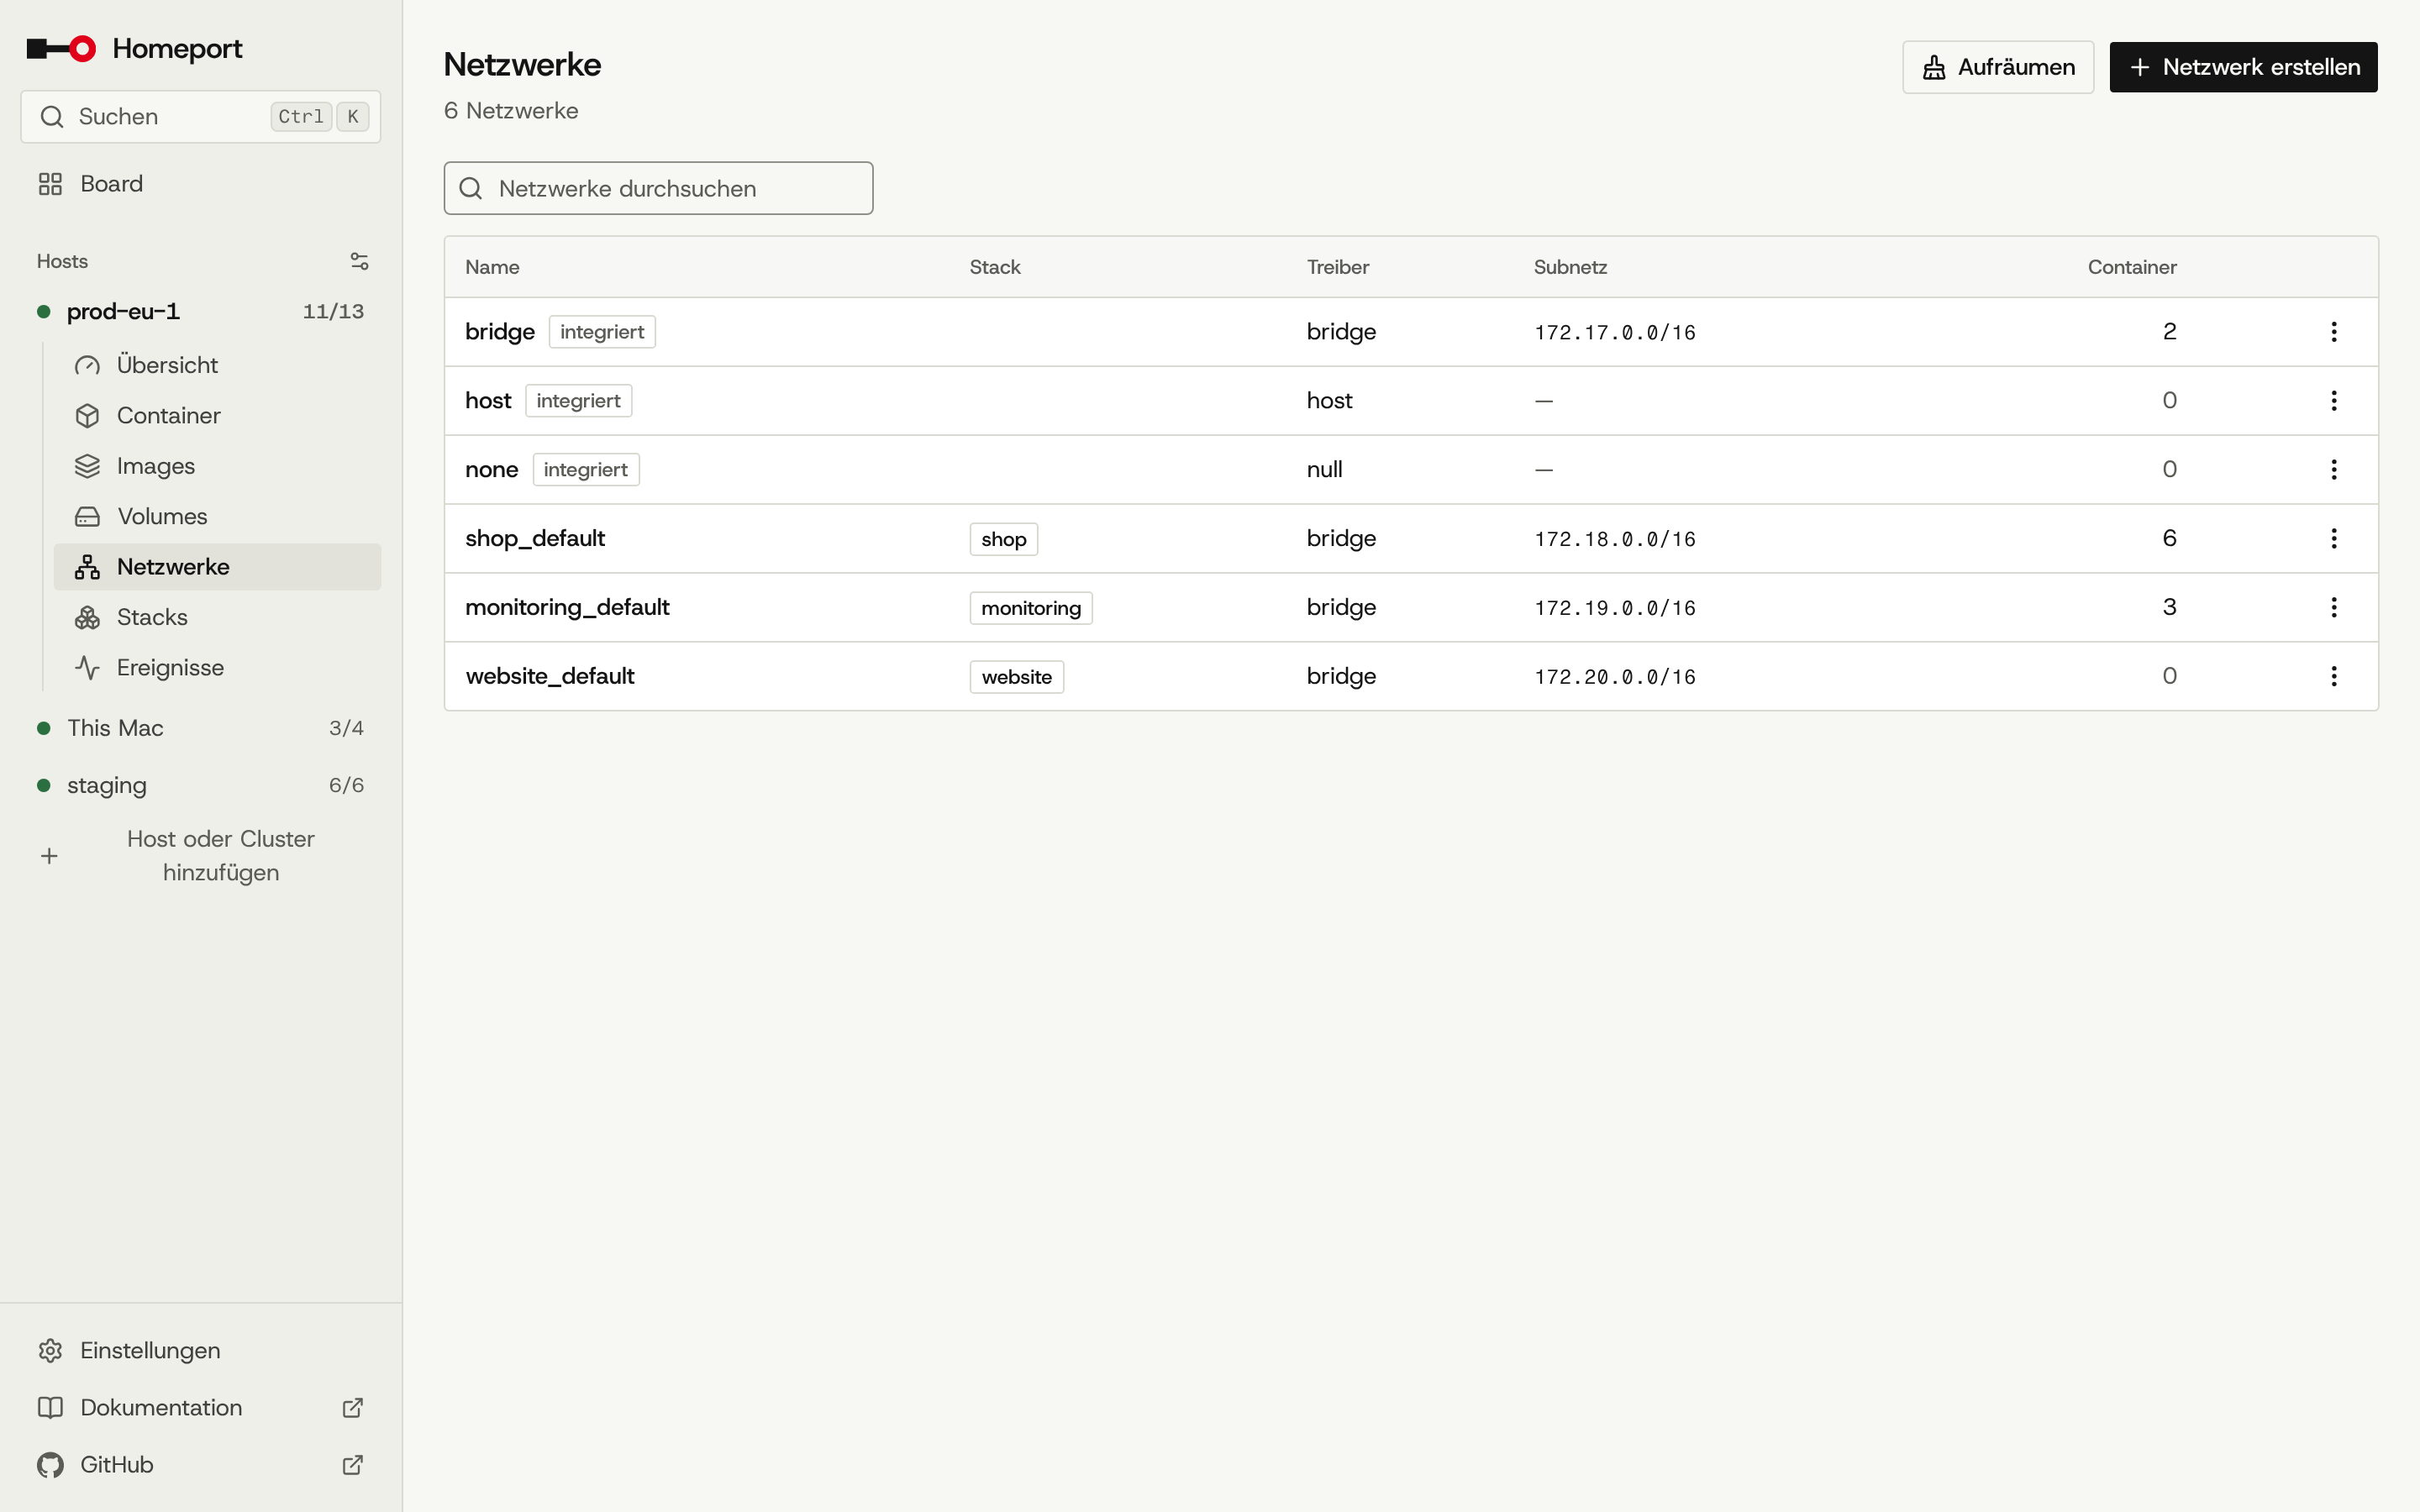 Homeport
Suchen Ctrl K
Board
Hosts
prod-eu-1 11/13
Übersicht
Container
Images
Volumes
Netzwerke
Stacks
Ereignisse
This Mac 3/4
staging 6/6
Host oder Cluster
hinzufügen
Einstellungen
Dokumentation
GitHub
Netzwerke
6 Netzwerke
Aufräumen
Netzwerk erstellen
Netzwerke durchsuchen
Name Stack Treiber Subnetz Container
bridge integriert bridge 172.17.0.0/16 2
host integriert host — 0
none integriert null — 0
shop_default shop bridge 172.18.0.0/16 6
monitoring_default monitoring bridge 172.19.0.0/16 3
website_default website bridge 172.20.0.0/16 0